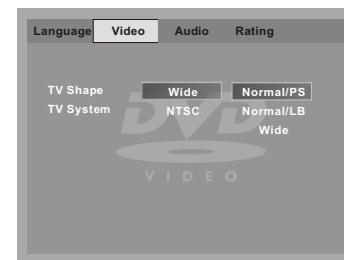 Language Video Audio Rating
TV Shape Wide Normal/PS
TV System NTSC Normal/LB
Wide
DVD
VIDEO